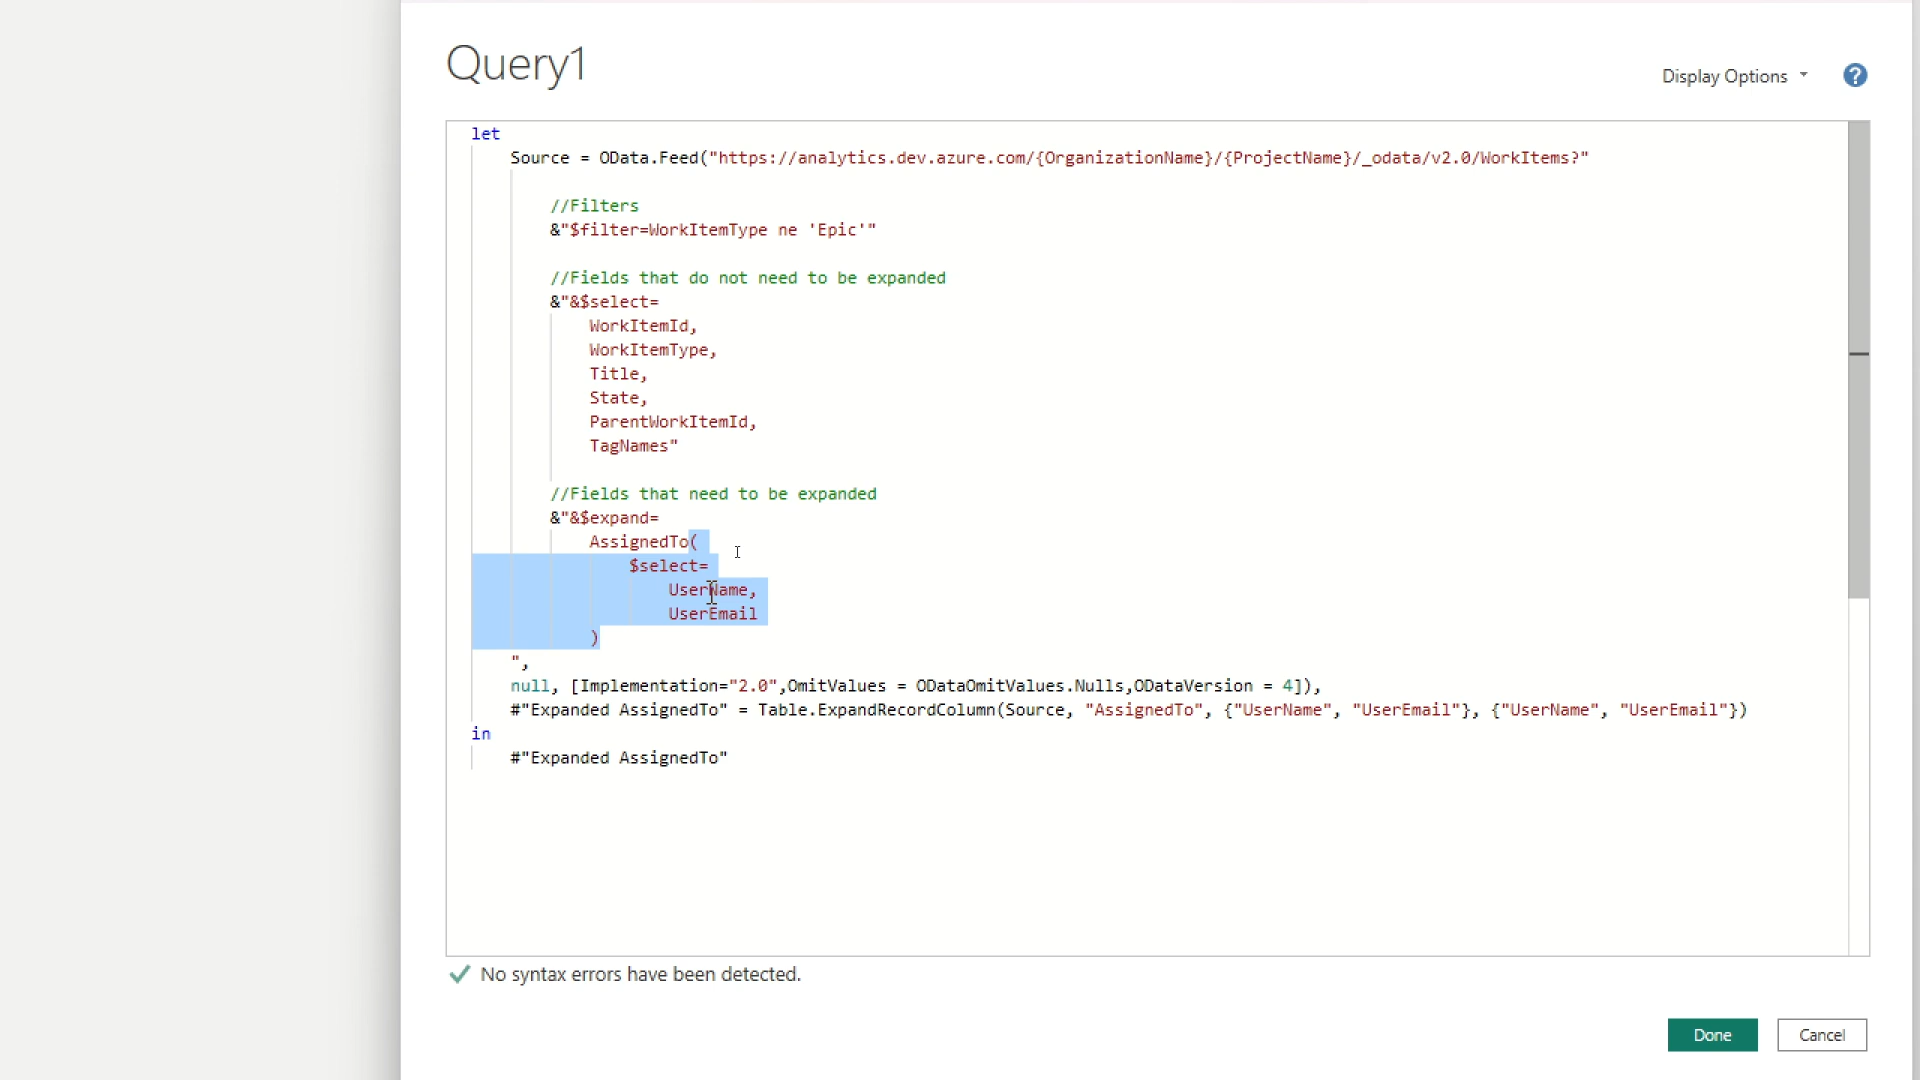 Query1
Display Options
?
let
Source = OData.Feed("https://analytics.dev.azure.com/{OrganizationName}/{ProjectName}/_odata/v2.0/WorkItems?"
//Filters
&"$filter=WorkItemType ne 'Epic'"
//Fields that do not need to be expanded
&"&$select=
WorkItemId,
WorkItemType,
Title,
State,
ParentWorkItemId,
TagNames"
//Fields that need to be expanded
&"&$expand=
AssignedTo(
$select=
UserName,
UserEmail
)
",
null, [Implementation="2.0",OmitValues = ODataOmitValues.Nulls,ODataVersion = 4]),
#"Expanded AssignedTo" = Table.ExpandRecordColumn(Source, "AssignedTo", {"UserName", "UserEmail"}, {"UserName", "UserEmail"})
in
#"Expanded AssignedTo"
No syntax errors have been detected.
Done
Cancel